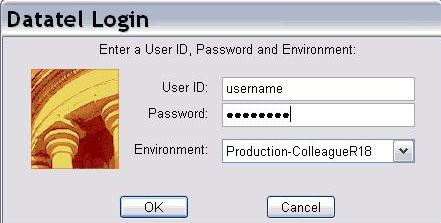 Datatel Login
Enter a User ID, Password and Environment:
User ID: username
Password: ●●●●●●●●
Environment: Production-ColleagueR18
OK Cancel